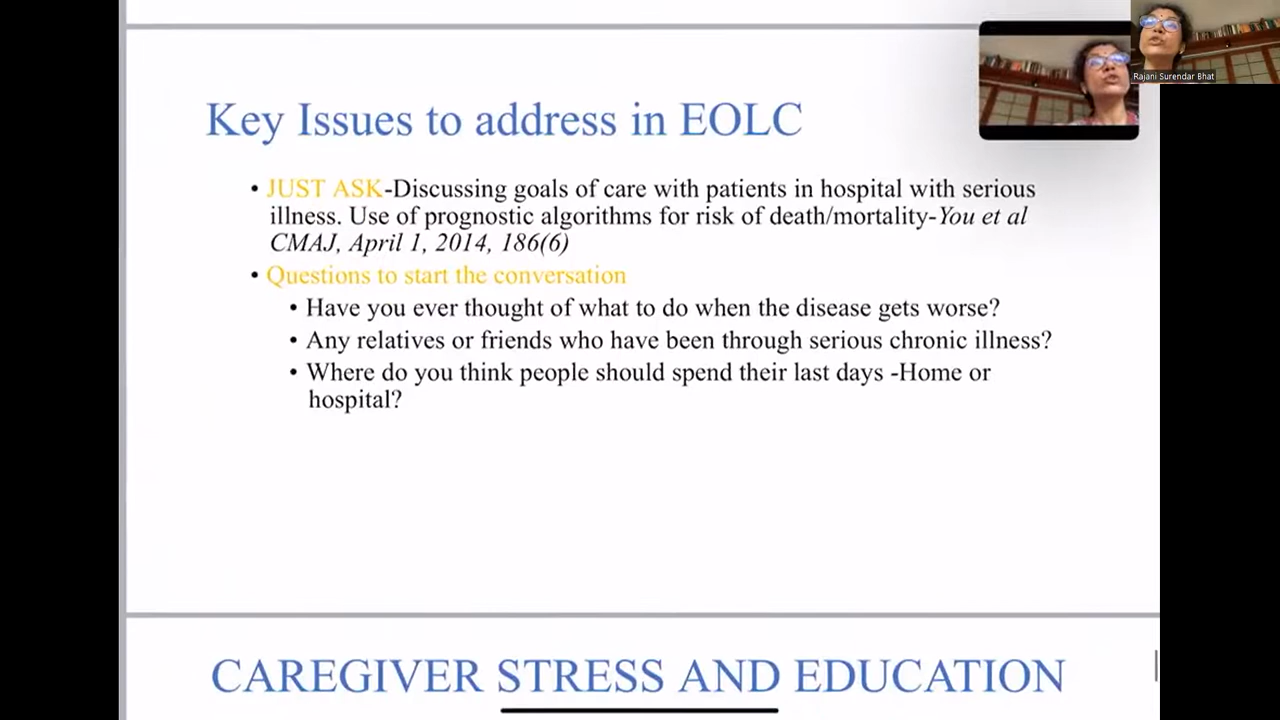 Rajani Surendar Bhat
Key Issues to address in EOLC
• JUST ASK-Discussing goals of care with patients in hospital with serious
illness. Use of prognostic algorithms for risk of death/mortality-You et al
CMAJ, April 1, 2014, 186(6)
• Questions to start the conversation
• Have you ever thought of what to do when the disease gets worse?
• Any relatives or friends who have been through serious chronic illness?
• Where do you think people should spend their last days -Home or
hospital?
CAREGIVER STRESS AND EDUCATION